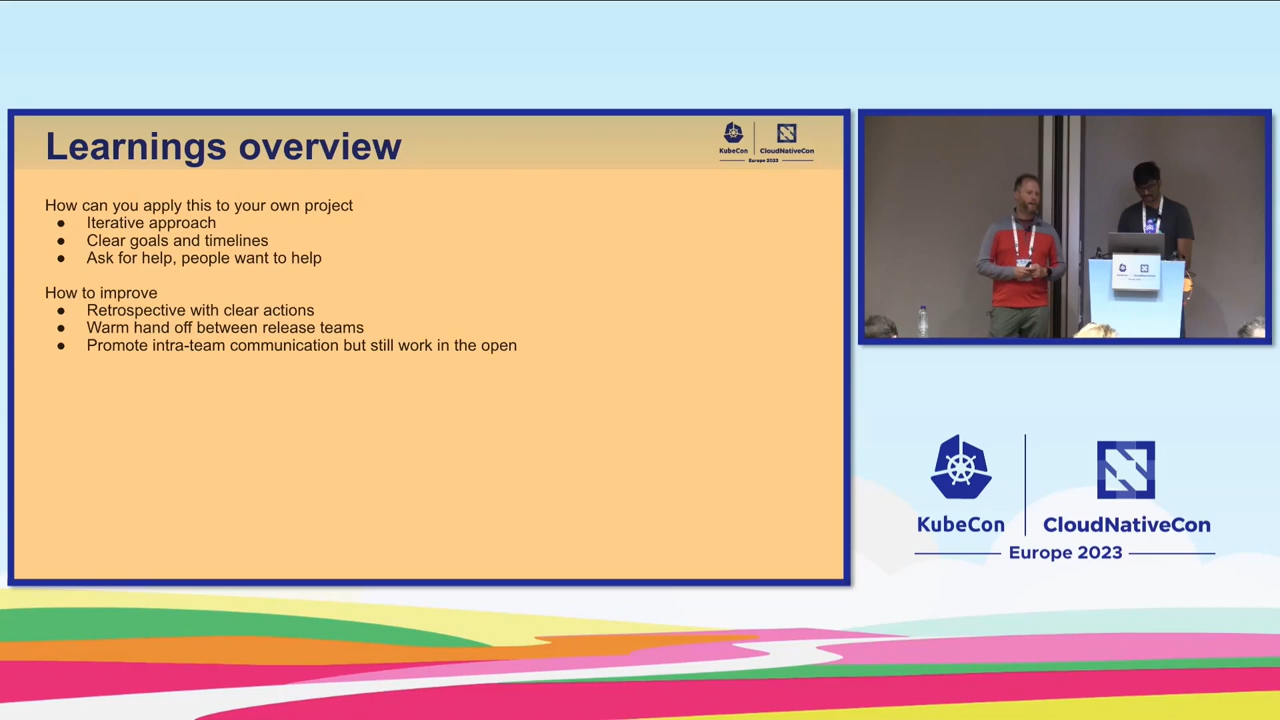 Learnings overview
KubeCon
CloudNativeCon
Europe 2023
How can you apply this to your own project
● Iterative approach
● Clear goals and timelines
● Ask for help, people want to help
How to improve
● Retrospective with clear actions
● Warm hand off between release teams
● Promote intra-team communication but still work in the open
KubeCon
CloudNativeCon
Europe 2023